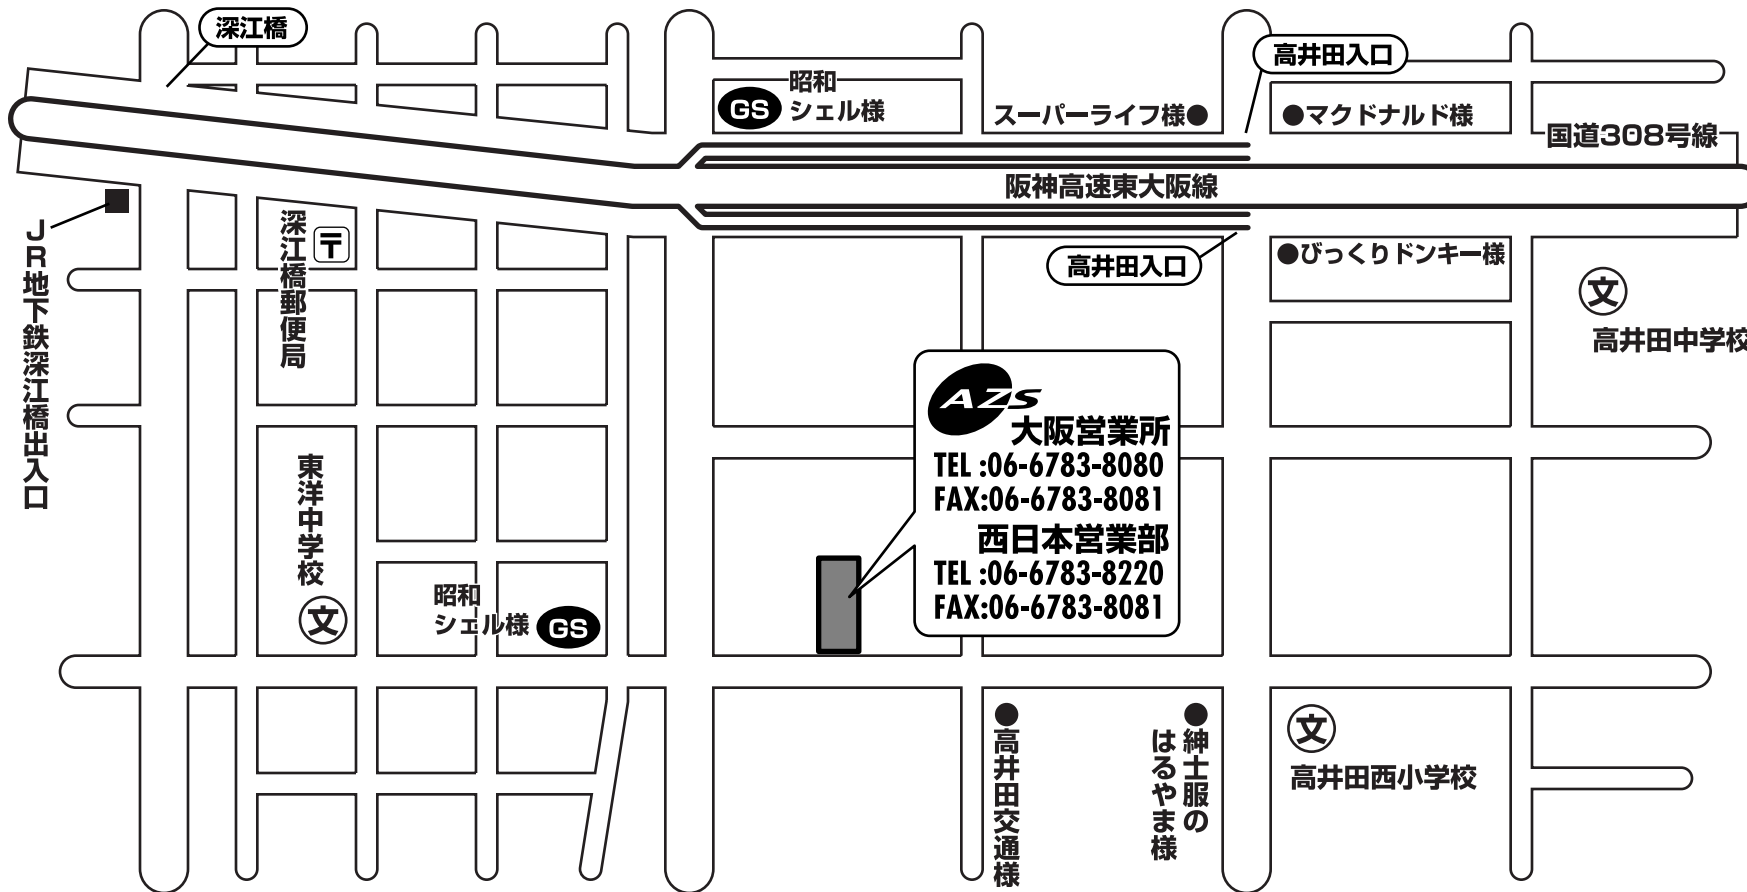 深江橋
高井田入口
昭和
シェル様
GS
スーパーライフ様●
●マクドナルド様
国道308号線
阪神高速東大阪線
JR地下鉄深江橋出入口
深江橋郵便局
〒
高井田入口
●びっくりドンキー様
文
高井田中学校
AZS
大阪営業所
TEL :06-6783-8080
FAX:06-6783-8081
西日本営業部
TEL :06-6783-8220
FAX:06-6783-8081
東洋中学校
文
昭和
シェル様
GS
●高井田交通様
●紳士服の
はるやま様
文
高井田西小学校